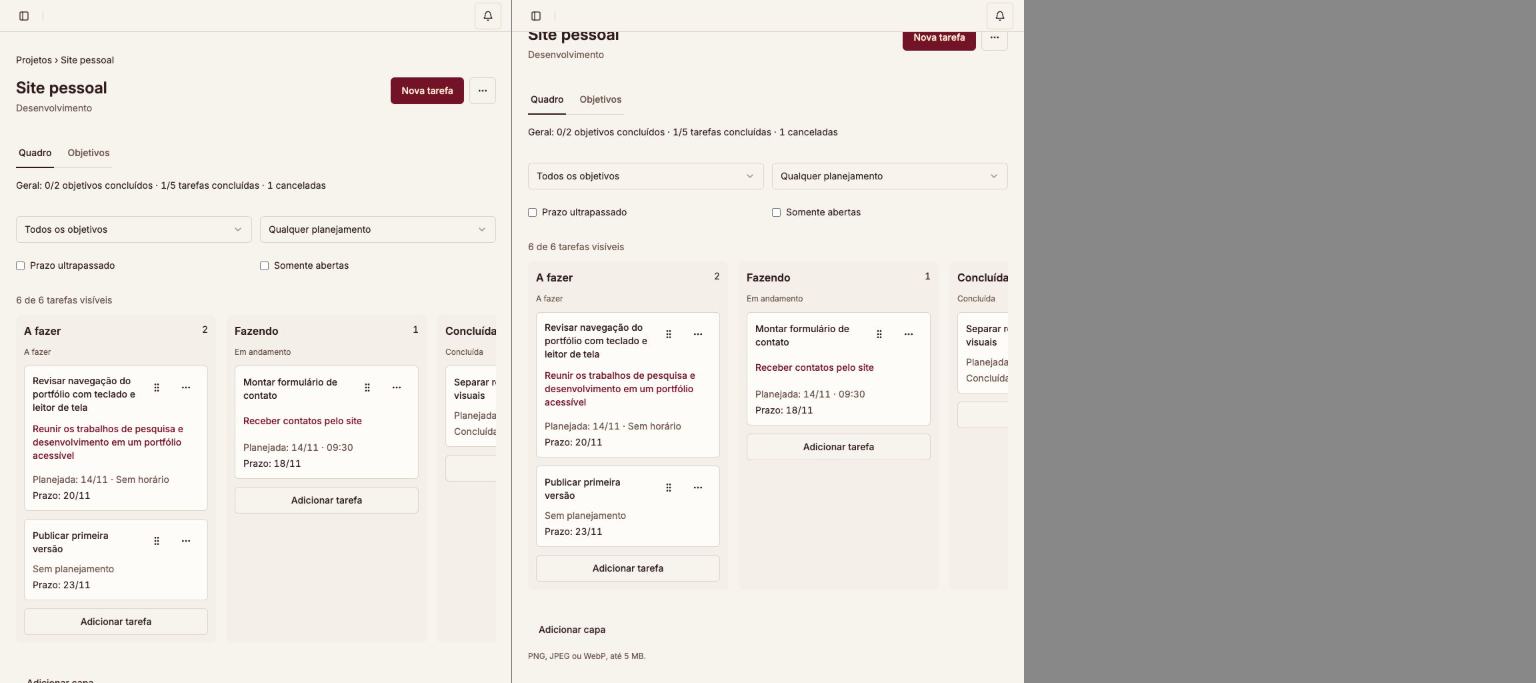 Projetos › Site pessoal
Site pessoal
Nova tarefa
Desenvolvimento
Quadro
Objetivos
Geral: 0/2 objetivos concluídos · 1/5 tarefas concluídas · 1 canceladas
Todos os objetivos
Qualquer planejamento
Prazo ultrapassado
Somente abertas
6 de 6 tarefas visíveis
A fazer
2
A fazer
Revisar navegação do
portfólio com teclado e
leitor de tela
Reunir os trabalhos de pesquisa e
desenvolvimento em um portfólio
acessível
Planejada: 14/11 · Sem horário
Prazo: 20/11
Publicar primeira
versão
Sem planejamento
Prazo: 23/11
Adicionar tarefa
Fazendo
1
Em andamento
Montar formulário de
contato
Receber contatos pelo site
Planejada: 14/11 · 09:30
Prazo: 18/11
Adicionar tarefa
Concluída
Concluída
Separar
visuais
Planejada
Concluída
Adicionar capa
Site pessoal
Nova tarefa
Desenvolvimento
Quadro
Objetivos
Geral: 0/2 objetivos concluídos · 1/5 tarefas concluídas · 1 canceladas
Todos os objetivos
Qualquer planejamento
Prazo ultrapassado
Somente abertas
6 de 6 tarefas visíveis
A fazer
2
A fazer
Revisar navegação do
portfólio com teclado e
leitor de tela
Reunir os trabalhos de pesquisa e
desenvolvimento em um portfólio
acessível
Planejada: 14/11 · Sem horário
Prazo: 20/11
Publicar primeira
versão
Sem planejamento
Prazo: 23/11
Adicionar tarefa
Fazendo
1
Em andamento
Montar formulário de
contato
Receber contatos pelo site
Planejada: 14/11 · 09:30
Prazo: 18/11
Adicionar tarefa
Concluída
Concluída
Separar
visuais
Planejada
Concluída
Adicionar capa
PNG, JPEG ou WebP, até 5 MB.